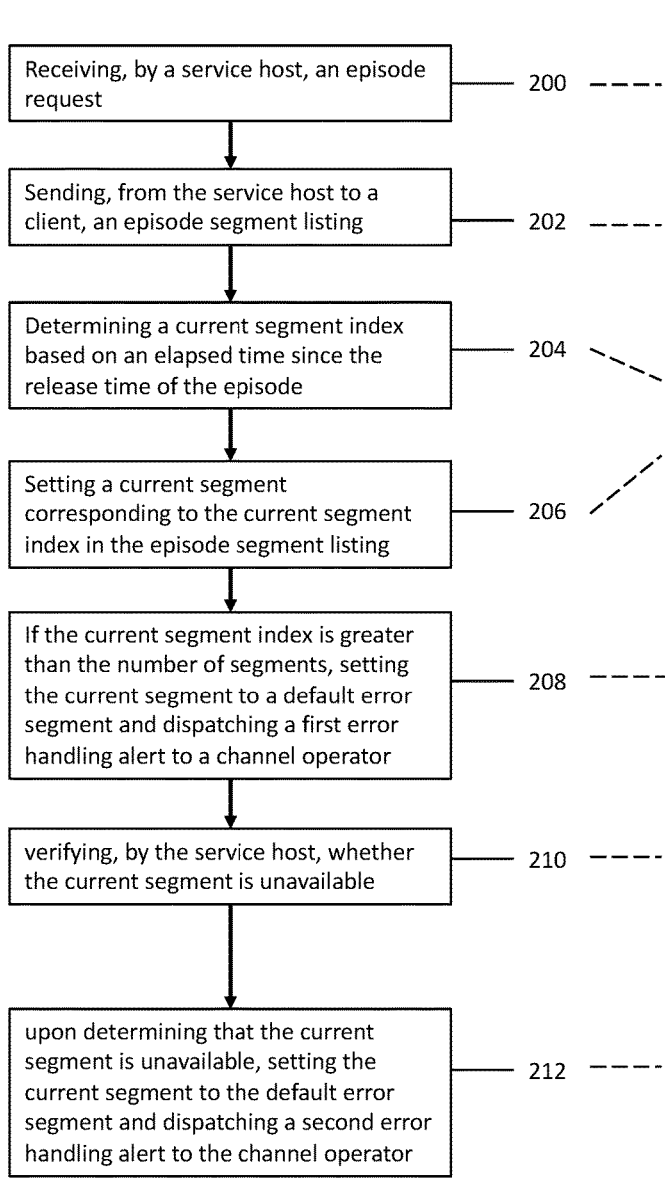 Receiving, by a service host, an episode
request
200
Sending, from the service host to a
client, an episode segment listing
202
Determining a current segment index
based on an elapsed time since the
release time of the episode
204
Setting a current segment
corresponding to the current segment
index in the episode segment listing
206
If the current segment index is greater
than the number of segments, setting
the current segment to a default error
segment and dispatching a first error
handling alert to a channel operator
208
verifying, by the service host, whether
the current segment is unavailable
210
upon determining that the current
segment is unavailable, setting the
current segment to the default error
segment and dispatching a second error
handling alert to the channel operator
212